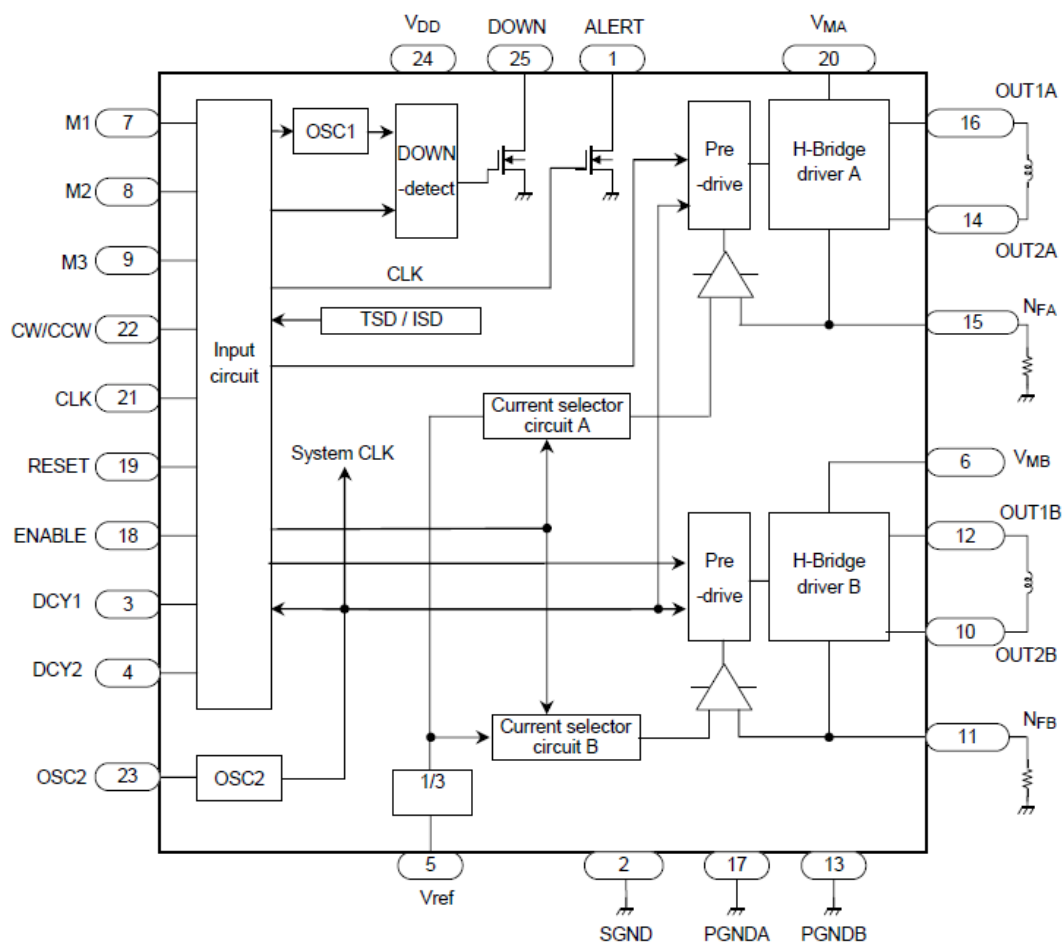 VDD DOWN ALERT VMA
24 25 1 20
OUT1A
M1 7
OSC1
DOWN
-detect
Pre
-drive
H-Bridge
driver A
16
M2 8
14
OUT2A
M3 9
CLK
NFA
CW/CCW 22
TSD / ISD
15
Input
circuit
CLK 21
Current selector
circuit A
System CLK
RESET 19
6 VMB
OUT1B
ENABLE 18
12
Pre
-drive
H-Bridge
driver B
DCY1 3
10
OUT2B
DCY2 4
Current selector
circuit B
NFB
11
OSC2 23
OSC2
1/3
5 2 17 13
Vref
SGND PGNDA PGNDB